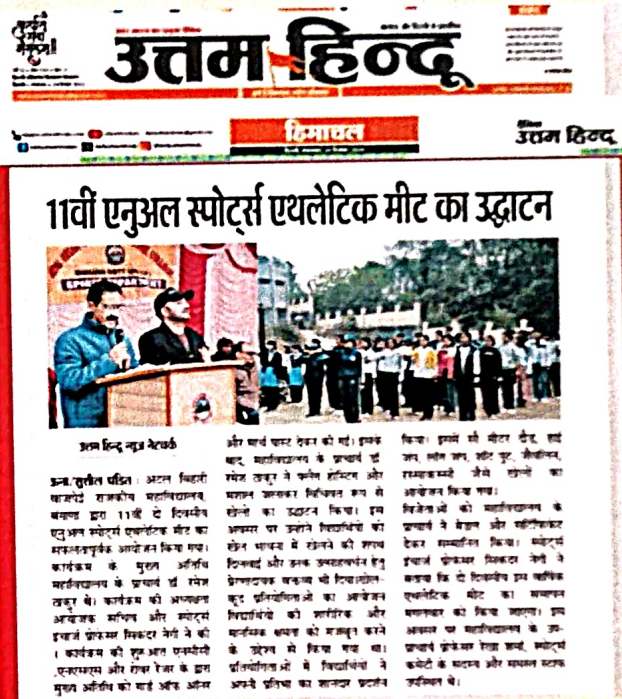 उत्तम हिन्दू
हिमाचल
दैनिक
उत्तम हिन्दू
11वीं एनुअल स्पोर्ट्स एथलेटिक मीट का उद्घाटन
SPORTS DEPARTMENT
उत्तम हिन्दू न्यूज नेटवर्क
ऊना/सुशील पंडित : अटल बिहारी
वाजपेई राजकीय महाविद्यालय,
बंगाणा द्वारा 11वीं दो दिवसीय
एनुअल स्पोर्ट्स एथलेटिक मीट का
सफलतापूर्वक आयोजन किया गया।
कार्यक्रम के मुख्य अतिथि
महाविद्यालय के प्राचार्य डॉ रमेश
ठाकुर थे। कार्यक्रम की अध्यक्षता
आयोजक सचिव और स्पोर्ट्स
इंचार्ज प्रोफेसर सिकंदर नेगी ने की
। कार्यक्रम की शुरुआत एनसीसी
,एनएसएस और रोवर रेंजर के द्वारा
मुख्य अतिथि को गार्ड ऑफ ऑनर
और मार्च पास्ट देकर की गई। इसके
बाद, महाविद्यालय के प्राचार्य डॉ
रमेश ठाकुर ने फ्लैग होस्टिंग और
मशाल जलाकर विधिवत रूप से
खेलों का उद्घाटन किया। इस
अवसर पर उन्होंने विद्यार्थियों को
खेल भावना में खेलने की शपथ
दिलवाई और उनके उत्साहवर्धन हेतु
प्रेरणादायक वक्तव्य भी दिया।खेल-
कूद प्रतियोगिताओं का आयोजन
विद्यार्थियों की शारीरिक और
मानसिक क्षमता को मजबूत करने
के उद्देश्य से किया गया था।
प्रतियोगिताओं में विद्यार्थियों ने
अपनी प्रतिभा का शानदार प्रदर्शन
किया। इसमें सौ मीटर दौड़, हाई
जंप, लॉन्ग जंप, शॉट पुट, जैवलिन,
रस्साकस्सी जैसे खेलों का
आयोजन किया गया।
विजेताओं को महाविद्यालय के
प्राचार्य ने मेडल और सर्टिफिकेट
देकर सम्मानित किया। स्पोर्ट्स
इंचार्ज प्रोफेसर सिकंदर नेगी ने
बताया कि दो दिवसीय इस वार्षिक
एथलेटिक मीट का समापन
मंगलवार को किया जाएगा। इस
अवसर पर महाविद्यालय के उप-
प्राचार्य प्रोफेसर रेखा शर्मा, स्पोर्ट्स
कमेटी के सदस्य और समस्त स्टाफ
उपस्थित थे।